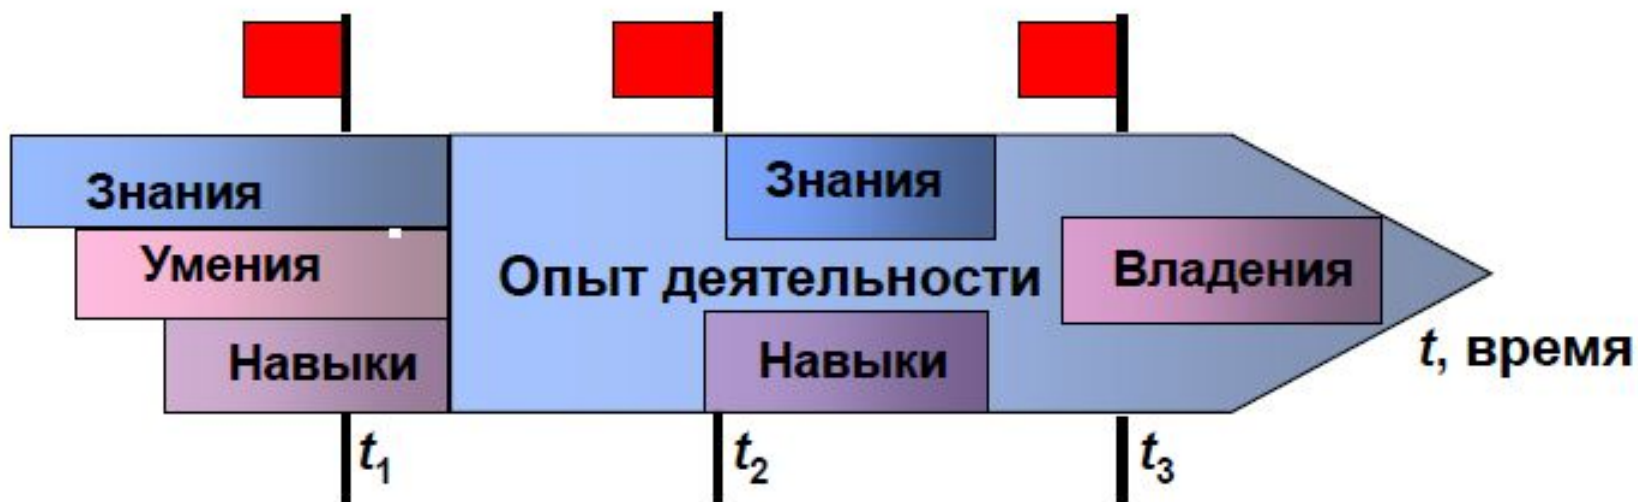 Знания
Умения
Навыки
Опыт деятельности
Знания
Навыки
Владения
t, время
t₁
t₂
t₃